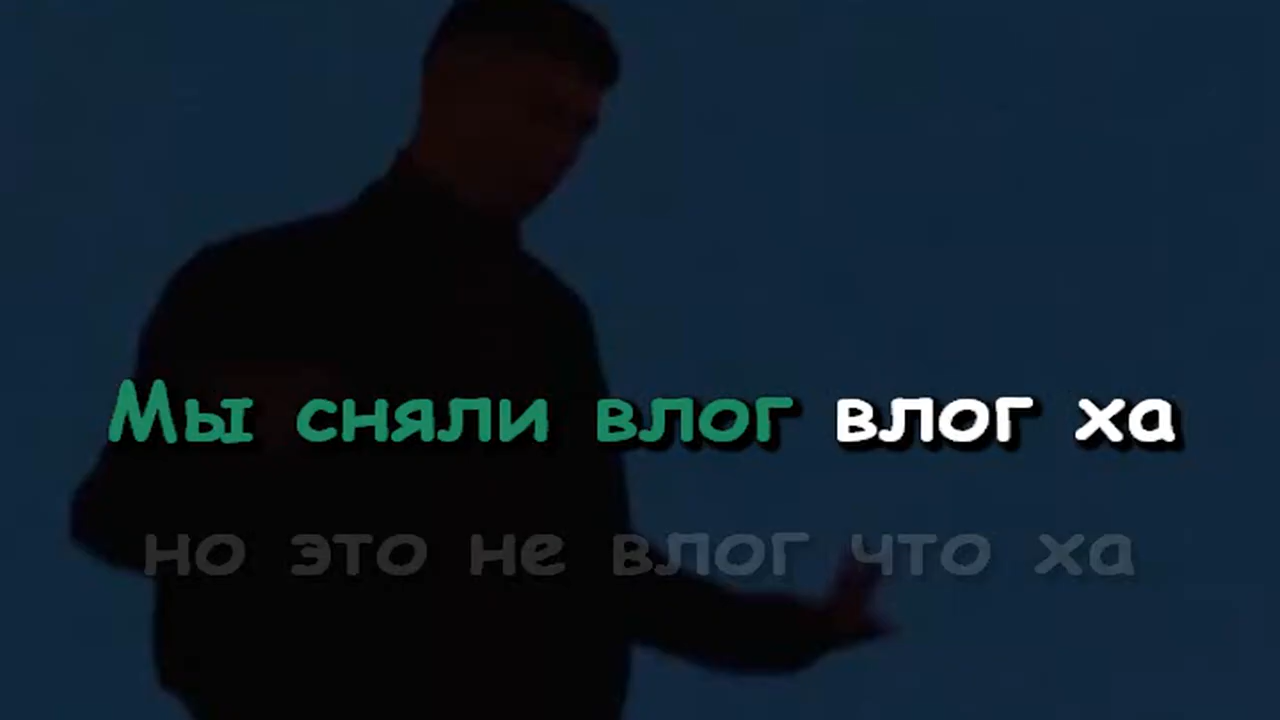 Мы сняли влог влог ха
но это не влог что ха